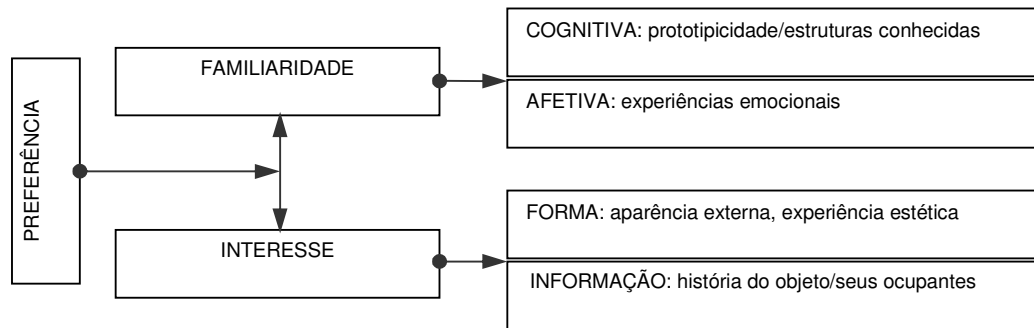 PREFERÊNCIA
FAMILIARIDADE
COGNITIVA: prototipicidade/estruturas conhecidas
AFETIVA: experiências emocionais
INTERESSE
FORMA: aparência externa, experiência estética
INFORMAÇÃO: história do objeto/seus ocupantes